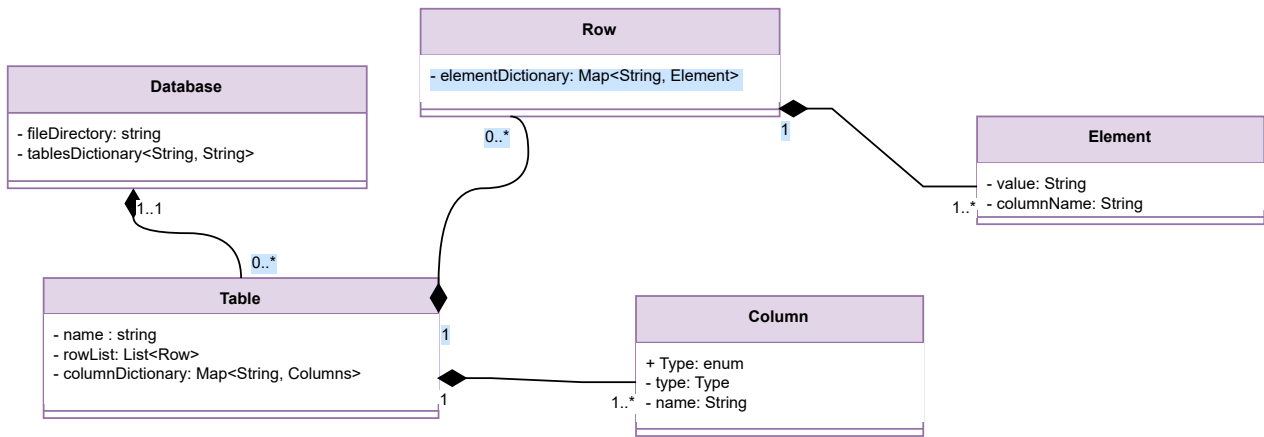 Row
- elementDictionary: Map<String, Element>
0..*
1
Database
- fileDirectory: string
- tablesDictionary<String, String>
1..1
0..*
Element
- value: String
- columnName: String
1..*
Table
- name : string
- rowList: List<Row>
- columnDictionary: Map<String, Columns>
1
1
Column
+ Type: enum
- type: Type
- name: String
1..*